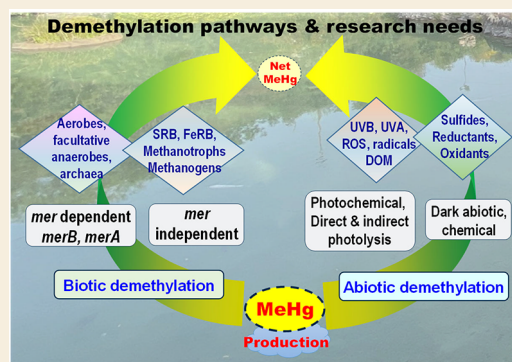 Demethylation pathways & research needs
Net
MeHg
Aerobes,
facultative
anaerobes,
archaea
SRB, FeRB,
Methanotrophs
Methanogens
UVB, UVA,
ROS, radicals
DOM
Sulfides,
Reductants,
Oxidants
mer dependent
merB, merA
mer
independent
Photochemical,
Direct & indirect
photolysis
Dark abiotic,
chemical
Biotic demethylation
Abiotic demethylation
MeHg
Production